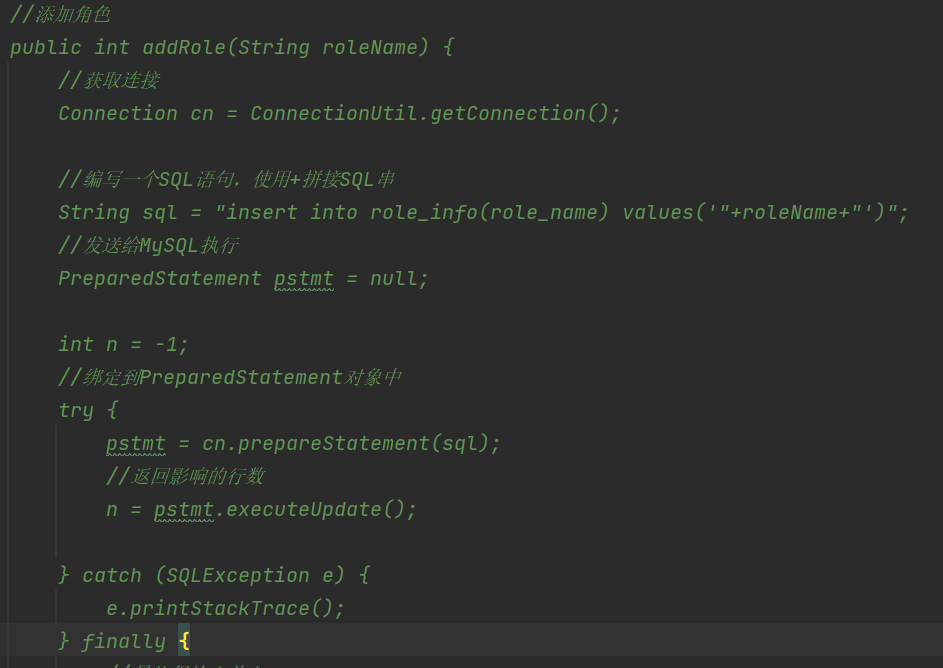 //添加角色
public int addRole(String roleName) {
//获取连接
Connection cn = ConnectionUtil.getConnection();
//编写一个SQL语句，使用+拼接SQL串
String sql = "insert into role_info(role_name) values('"+roleName+"')";
//发送给MySQL执行
PreparedStatement pstmt = null;
int n = -1;
//绑定到PreparedStatement对象中
try {
pstmt = cn.prepareStatement(sql);
//返回影响的行数
n = pstmt.executeUpdate();
} catch (SQLException e) {
e.printStackTrace();
} finally {